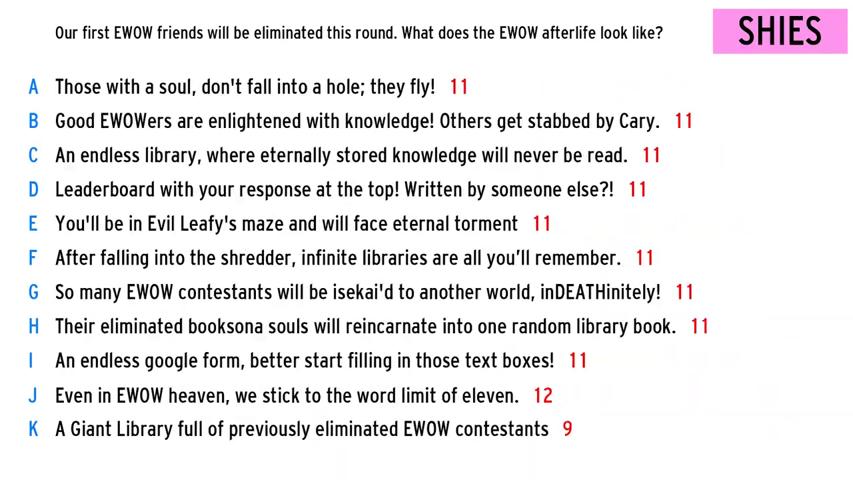 Our first EWOW friends will be eliminated this round. What does the EWOW afterlife look like?
SHIES
A Those with a soul, don't fall into a hole; they fly! 11
B Good EWOWers are enlightened with knowledge! Others get stabbed by Cary. 11
C An endless library, where eternally stored knowledge will never be read. 11
D Leaderboard with your response at the top! Written by someone else?! 11
E You'll be in Evil Leafy's maze and will face eternal torment 11
F After falling into the shredder, infinite libraries are all you’ll remember. 11
G So many EWOW contestants will be isekai'd to another world, inDEATHinitely! 11
H Their eliminated booksona souls will reincarnate into one random library book. 11
I An endless google form, better start filling in those text boxes! 11
J Even in EWOW heaven, we stick to the word limit of eleven. 12
K A Giant Library full of previously eliminated EWOW contestants 9